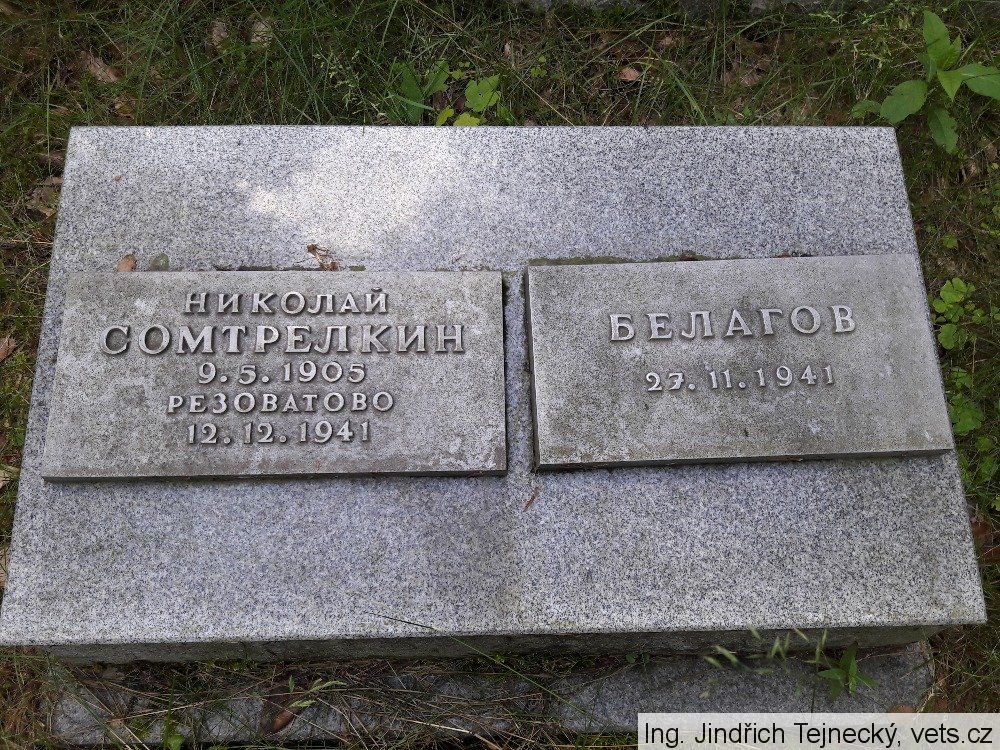 НИКОЛАЙ
СОМТРЕЛКИН
9. 5. 1905
РЕЗОВАТОВО
12. 12. 1941
БЕЛАГОВ
27. 11. 1941
Ing. Jindřich Tejnecký, vets.cz